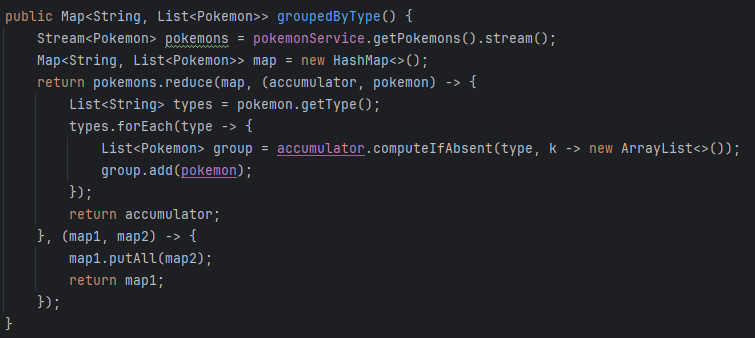 public Map<String, List<Pokemon>> groupedByType() {
    Stream<Pokemon> pokemons = pokemonService.getPokemons().stream();
    Map<String, List<Pokemon>> map = new HashMap<>();
    return pokemons.reduce(map, (accumulator, pokemon) -> {
        List<String> types = pokemon.getType();
        types.forEach(type -> {
            List<Pokemon> group = accumulator.computeIfAbsent(type, k -> new ArrayList<>());
            group.add(pokemon);
        });
        return accumulator;
    }, (map1, map2) -> {
        map1.putAll(map2);
        return map1;
    });
}